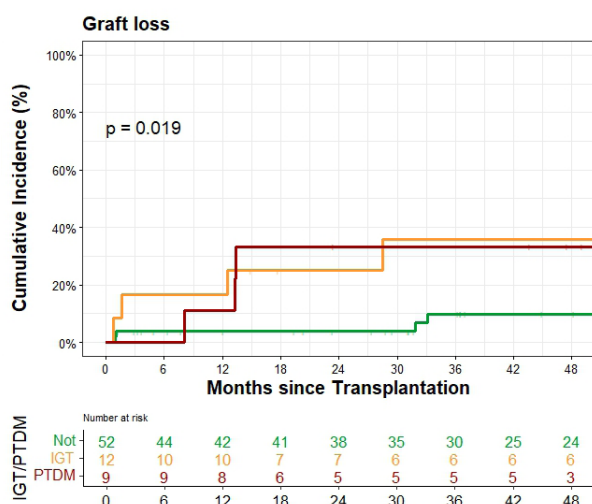 Graft loss
Cumulative Incidence (%)
100%
80%
60%
40%
20%
0%
p = 0.019
0 6 12 18 24 30 36 42 48
Months since Transplantation
Number at risk
IGT/PTDM
Not 52 44 42 41 38 35 30 25 24
IGT 12 10 10 7 7 6 6 6 6
PTDM 9 9 8 6 5 5 5 5 3
0 6 12 18 24 30 36 42 48